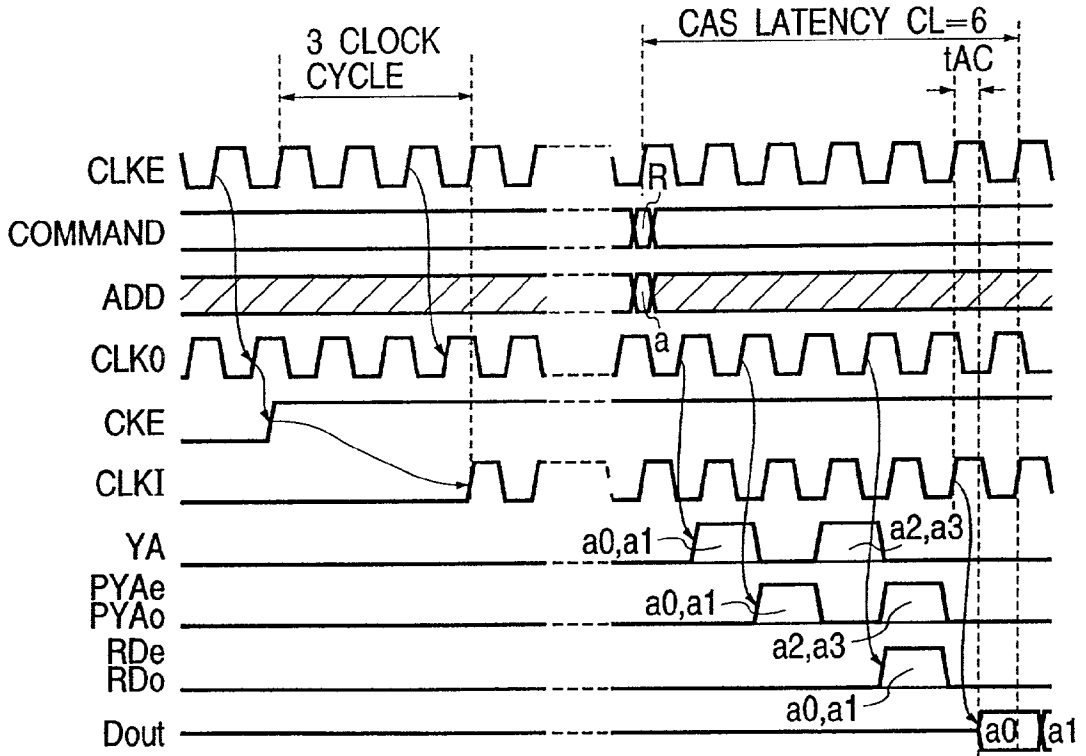 CAS LATENCY CL=6
3 CLOCK
CYCLE
tAC
CLKE
R
COMMAND
ADD
a
CLK0
CKE
CLKI
YA
a0,a1
a2,a3
PYAe
PYAo
a0,a1
a2,a3
RDe
RDo
a0,a1
Dout
a0
a1